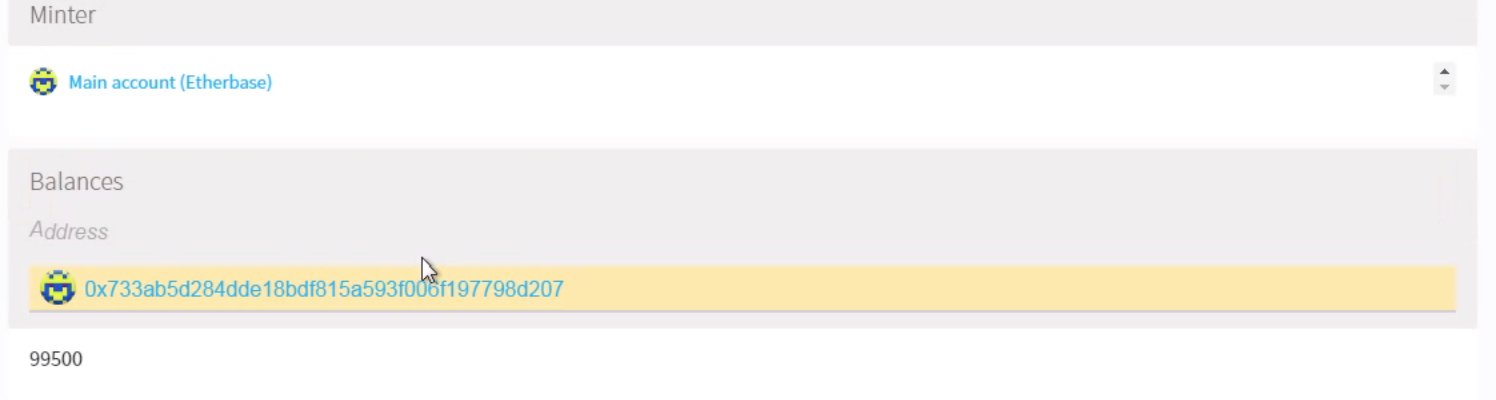 Minter
Main account (Etherbase)
Balances
Address
0x733ab5d284dde18bdf815a593f006f197798d207
99500